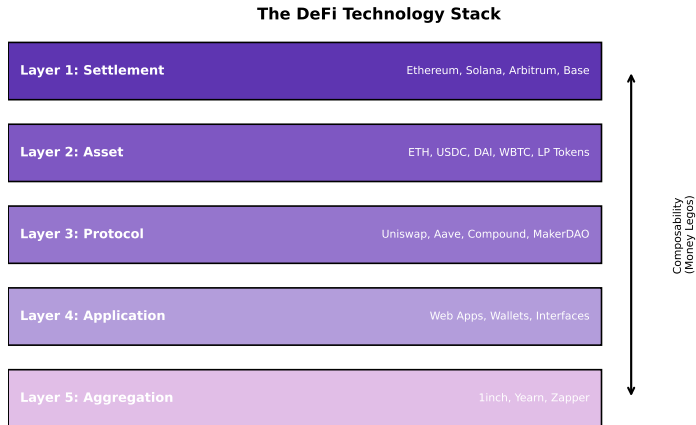 The DeFi Technology Stack
Layer 1: Settlement
Ethereum, Solana, Arbitrum, Base
Layer 2: Asset
ETH, USDC, DAI, WBTC, LP Tokens
Layer 3: Protocol
Uniswap, Aave, Compound, MakerDAO
Layer 4: Application
Web Apps, Wallets, Interfaces
Layer 5: Aggregation
1inch, Yearn, Zapper
Composability
(Money Legos)